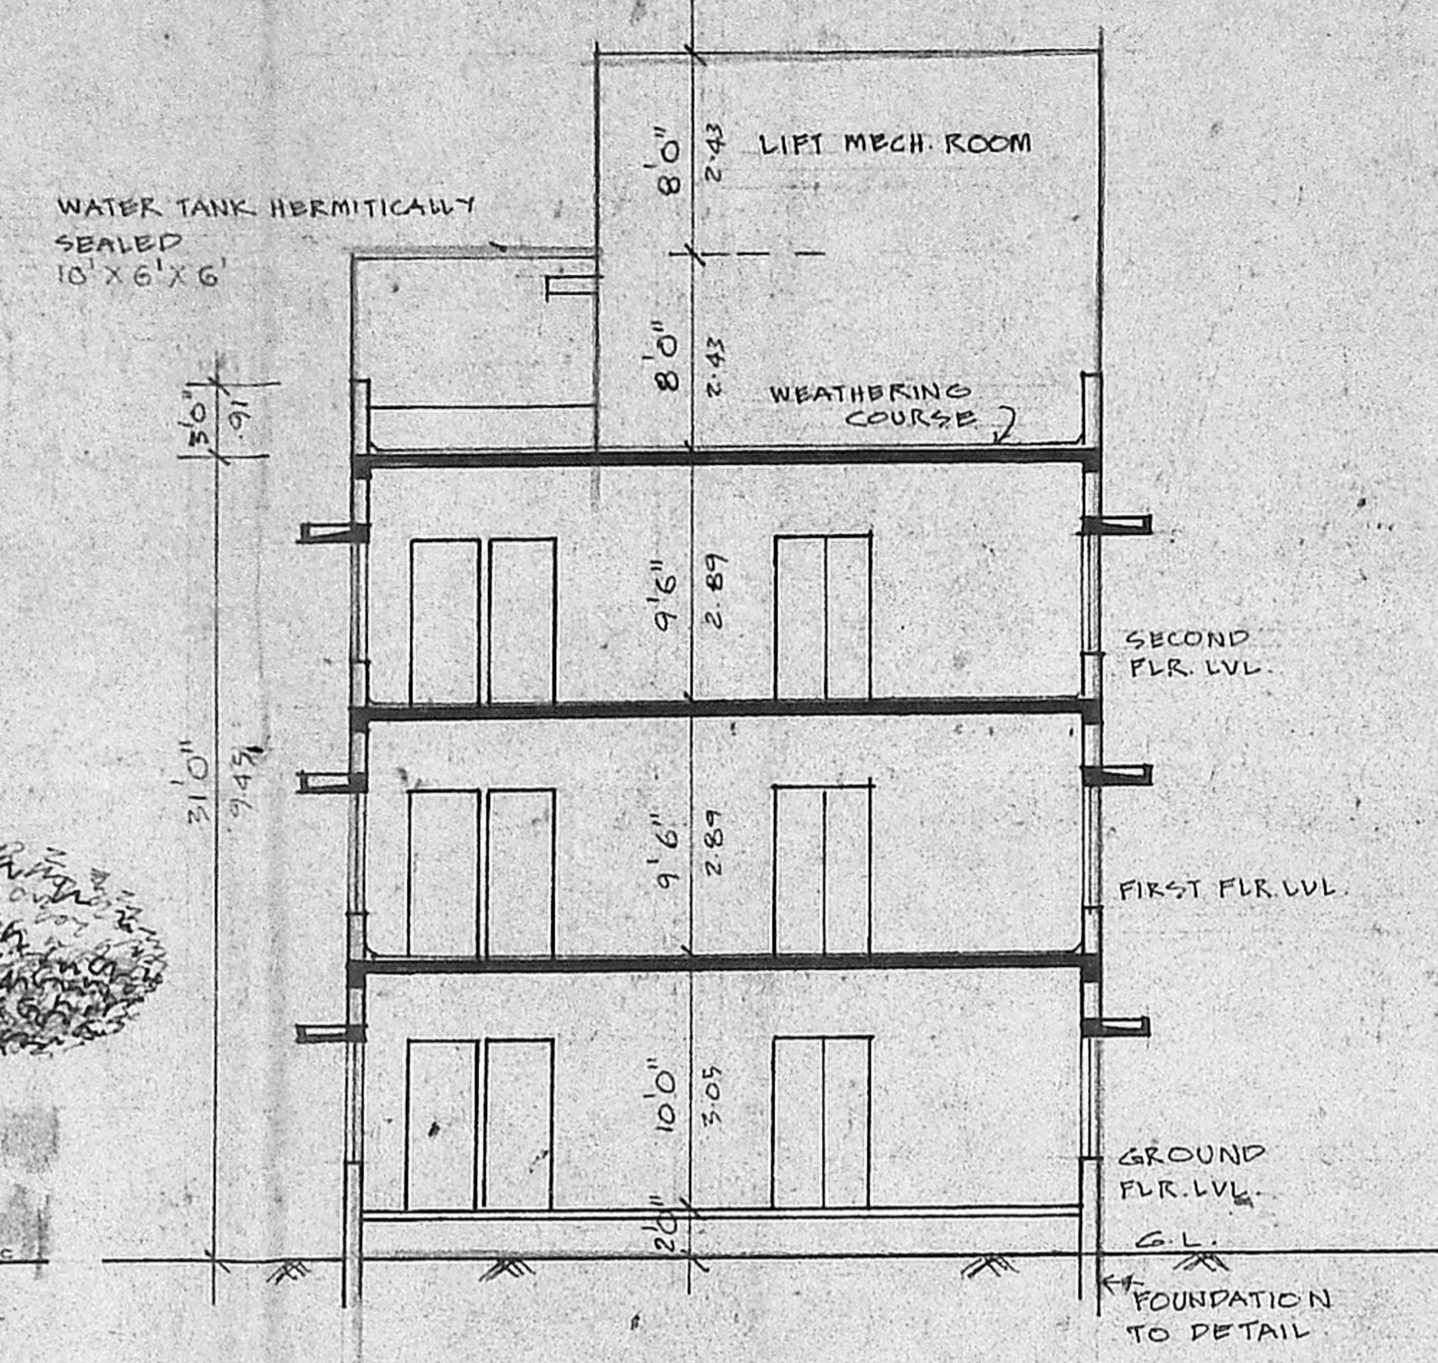 8'0"
2.43
LIFT MECH. ROOM
WATER TANK HERMITICALLY
SEALED
10' X 6' X 6'
8'0"
2.43
WEATHERING
COURSE
3'0"
.91
9'6"
2.89
SECOND
FLR. LVL.
31'0"
9.45
9'6"
2.89
FIRST FLR. LVL.
10'0"
3.05
GROUND
FLR. LVL.
2'0"
G.L.
FOUNDATION
TO DETAIL